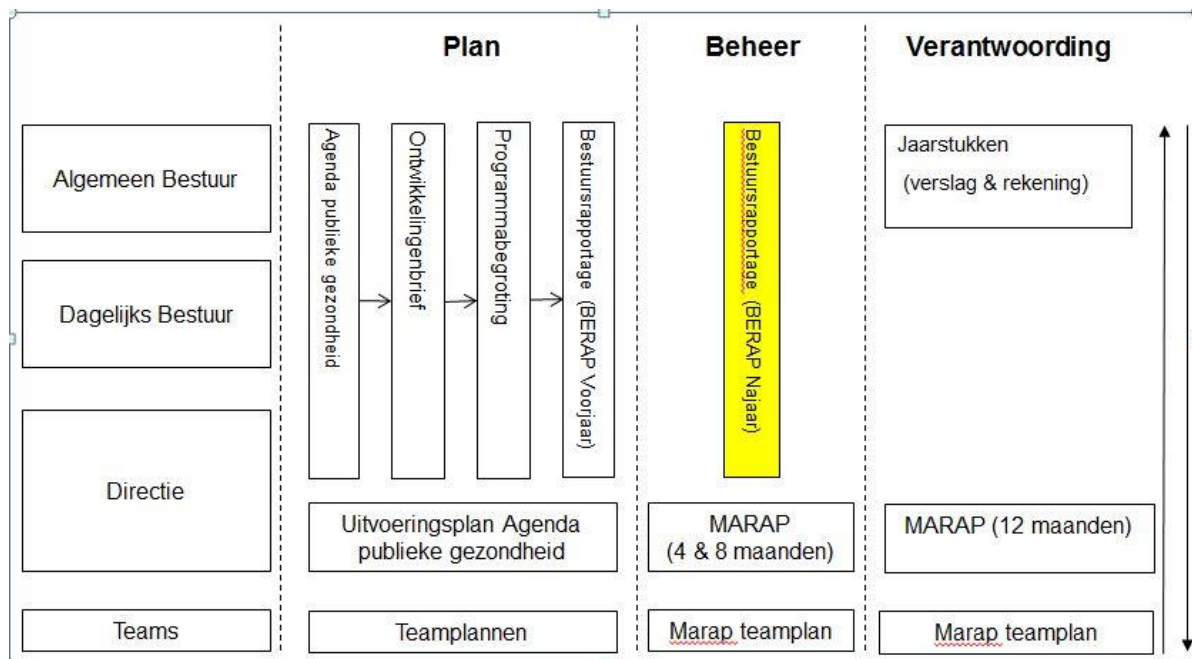 Plan
Beheer
Verantwoording
Algemeen Bestuur
Dagelijks Bestuur
Directie
Teams
Agenda publieke gezondheid
Ontwikkelingenbrief
Programmabegroting
Bestuursrapportage (BERAP Voorjaar)
Uitvoeringsplan Agenda
publieke gezondheid
Teamplannen
Bestuursrapportage (BERAP Najaar)
MARAP
(4 & 8 maanden)
Marap teamplan
Jaarstukken
(verslag & rekening)
MARAP (12 maanden)
Marap teamplan